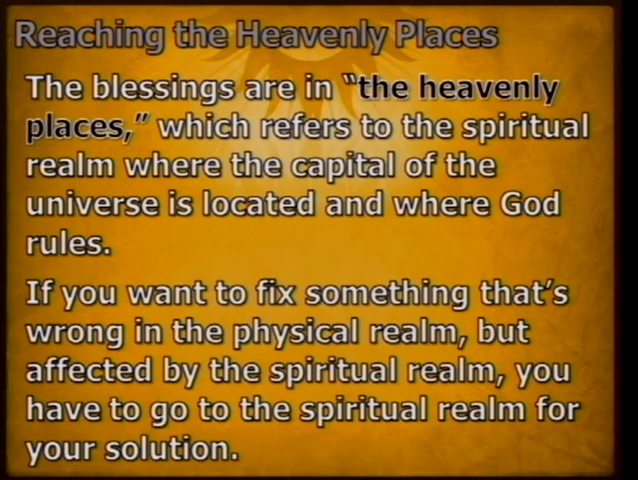 Reaching the Heavenly Places
The blessings are in “the heavenly
places,” which refers to the spiritual
realm where the capital of the
universe is located and where God
rules.
If you want to fix something that’s
wrong in the physical realm, but
affected by the spiritual realm, you
have to go to the spiritual realm for
your solution.